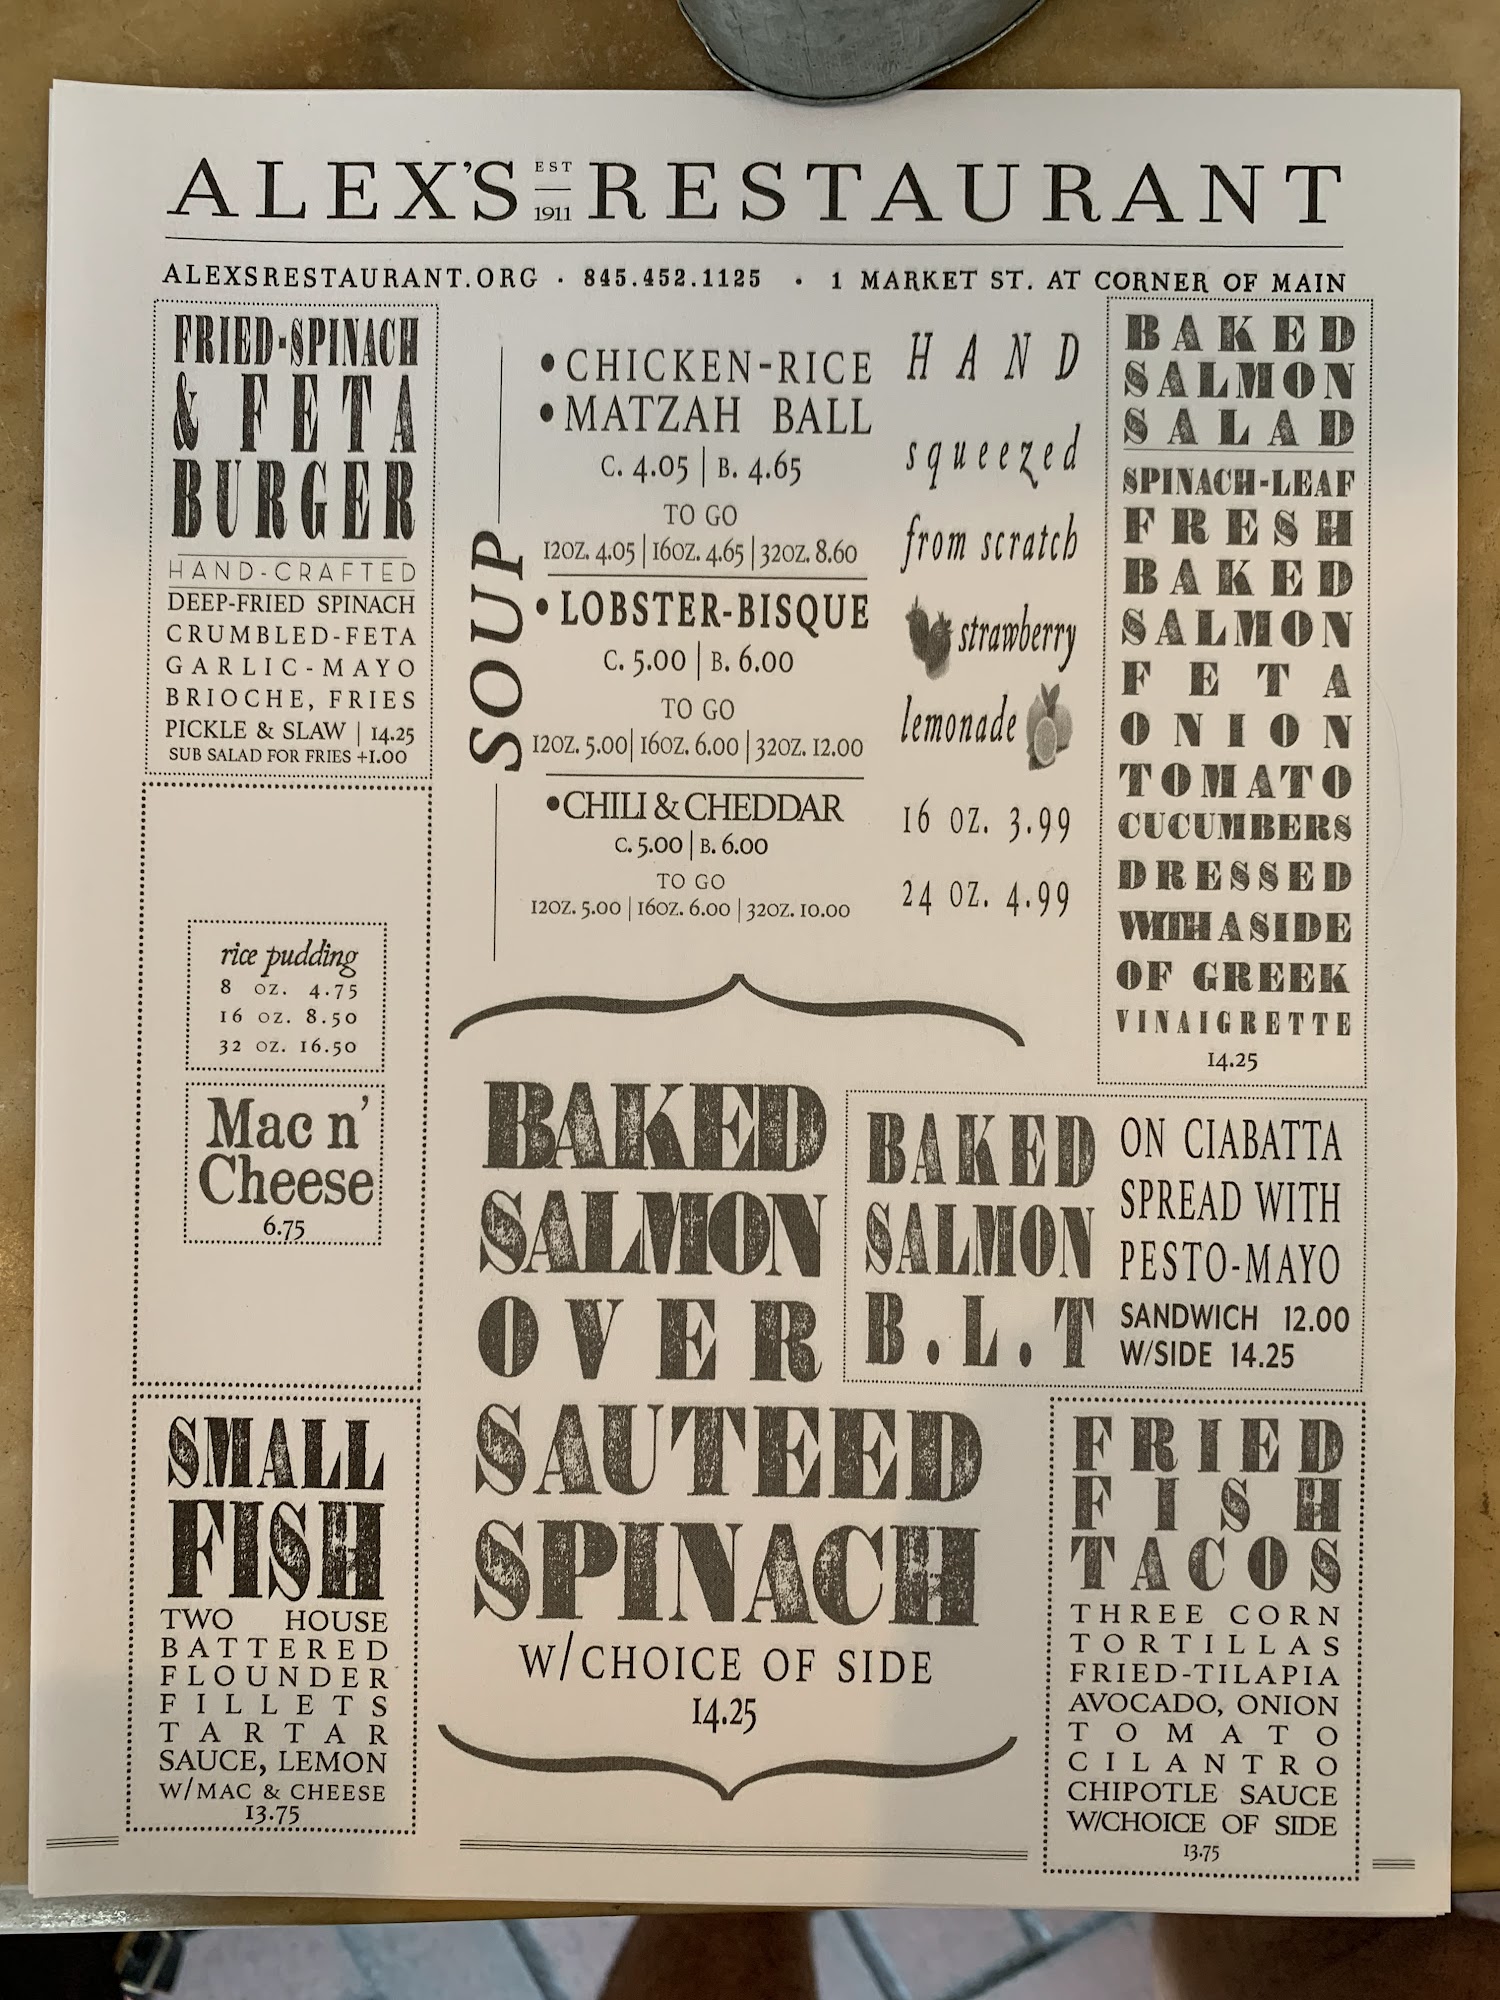 ALEX'S EST 1911 RESTAURANT
ALEXSRESTAURANT.ORG · 845.452.1125 · 1 MARKET ST. AT CORNER OF MAIN
FRIED-SPINACH
& FETA
BURGER
HAND-CRAFTED
DEEP-FRIED SPINACH
CRUMBLED-FETA
GARLIC-MAYO
BRIOCHE, FRIES
PICKLE & SLAW | 14.25
SUB SALAD FOR FRIES +1.00
rice pudding
8 OZ. 4.75
16 OZ. 8.50
32 OZ. 16.50
Mac n'
Cheese
6.75
SMALL
FISH
TWO HOUSE
BATTERED
FLOUNDER
FILLETS
TARTAR
SAUCE, LEMON
W/MAC & CHEESE
13.75
SOUP
•CHICKEN-RICE
•MATZAH BALL
C. 4.05 | B. 4.65
TO GO
12OZ. 4.05 | 16OZ. 4.65 | 32OZ. 8.60
•LOBSTER-BISQUE
C. 5.00 | B. 6.00
TO GO
12OZ. 5.00 | 16OZ. 6.00 | 32OZ. 12.00
•CHILI & CHEDDAR
C. 5.00 | B. 6.00
TO GO
12OZ. 5.00 | 16OZ. 6.00 | 32OZ. 10.00
HAND
squeezed
from scratch
strawberry
lemonade
16 OZ. 3.99
24 OZ. 4.99
BAKED
SALMON
SALAD
SPINACH-LEAF
FRESH
BAKED
SALMON
FETA
ONION
TOMATO
CUCUMBERS
DRESSED
WITH A SIDE
OF GREEK
VINAIGRETTE
14.25
BAKED
SALMON
OVER
SAUTEED
SPINACH
W/CHOICE OF SIDE
14.25
BAKED
SALMON
B.L.T
ON CIABATTA
SPREAD WITH
PESTO-MAYO
SANDWICH 12.00
W/SIDE 14.25
FRIED
FISH
TACOS
THREE CORN
TORTILLAS
FRIED-TILAPIA
AVOCADO, ONION
TOMATO
CILANTRO
CHIPOTLE SAUCE
W/CHOICE OF SIDE
13.75